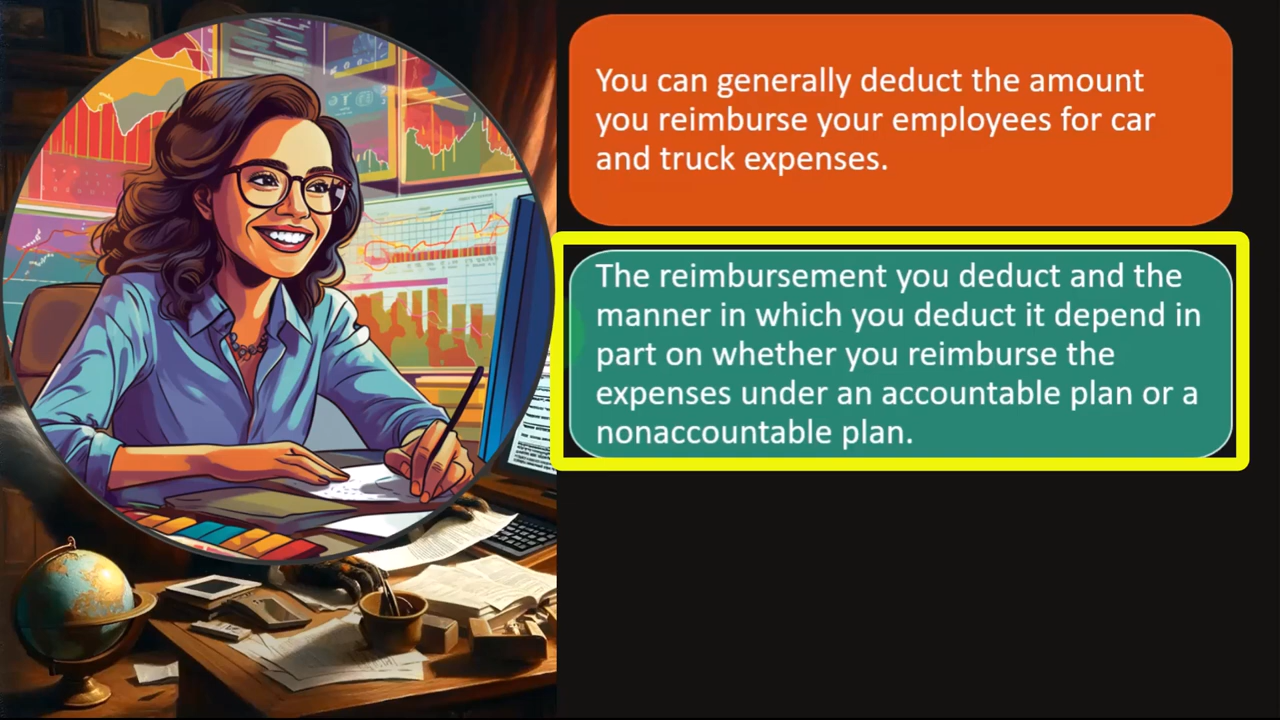 You can generally deduct the amount
you reimburse your employees for car
and truck expenses.
The reimbursement you deduct and the
manner in which you deduct it depend in
part on whether you reimburse the
expenses under an accountable plan or a
nonaccountable plan.